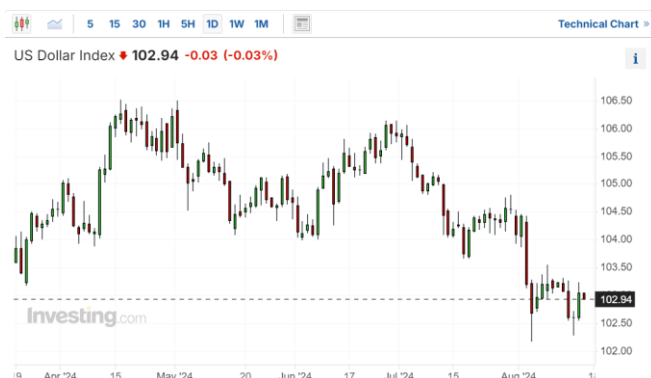 5 15 30 1H 5H 1D 1W 1M Technical Chart »
US Dollar Index 102.94 -0.03 (-0.03%)
i
106.50
106.00
105.50
105.00
104.50
104.00
103.50
102.94
102.50
102.00
Investing.com
Apr '24 15 May '24 20 Jun '24 17 Jul '24 15 Aug '24